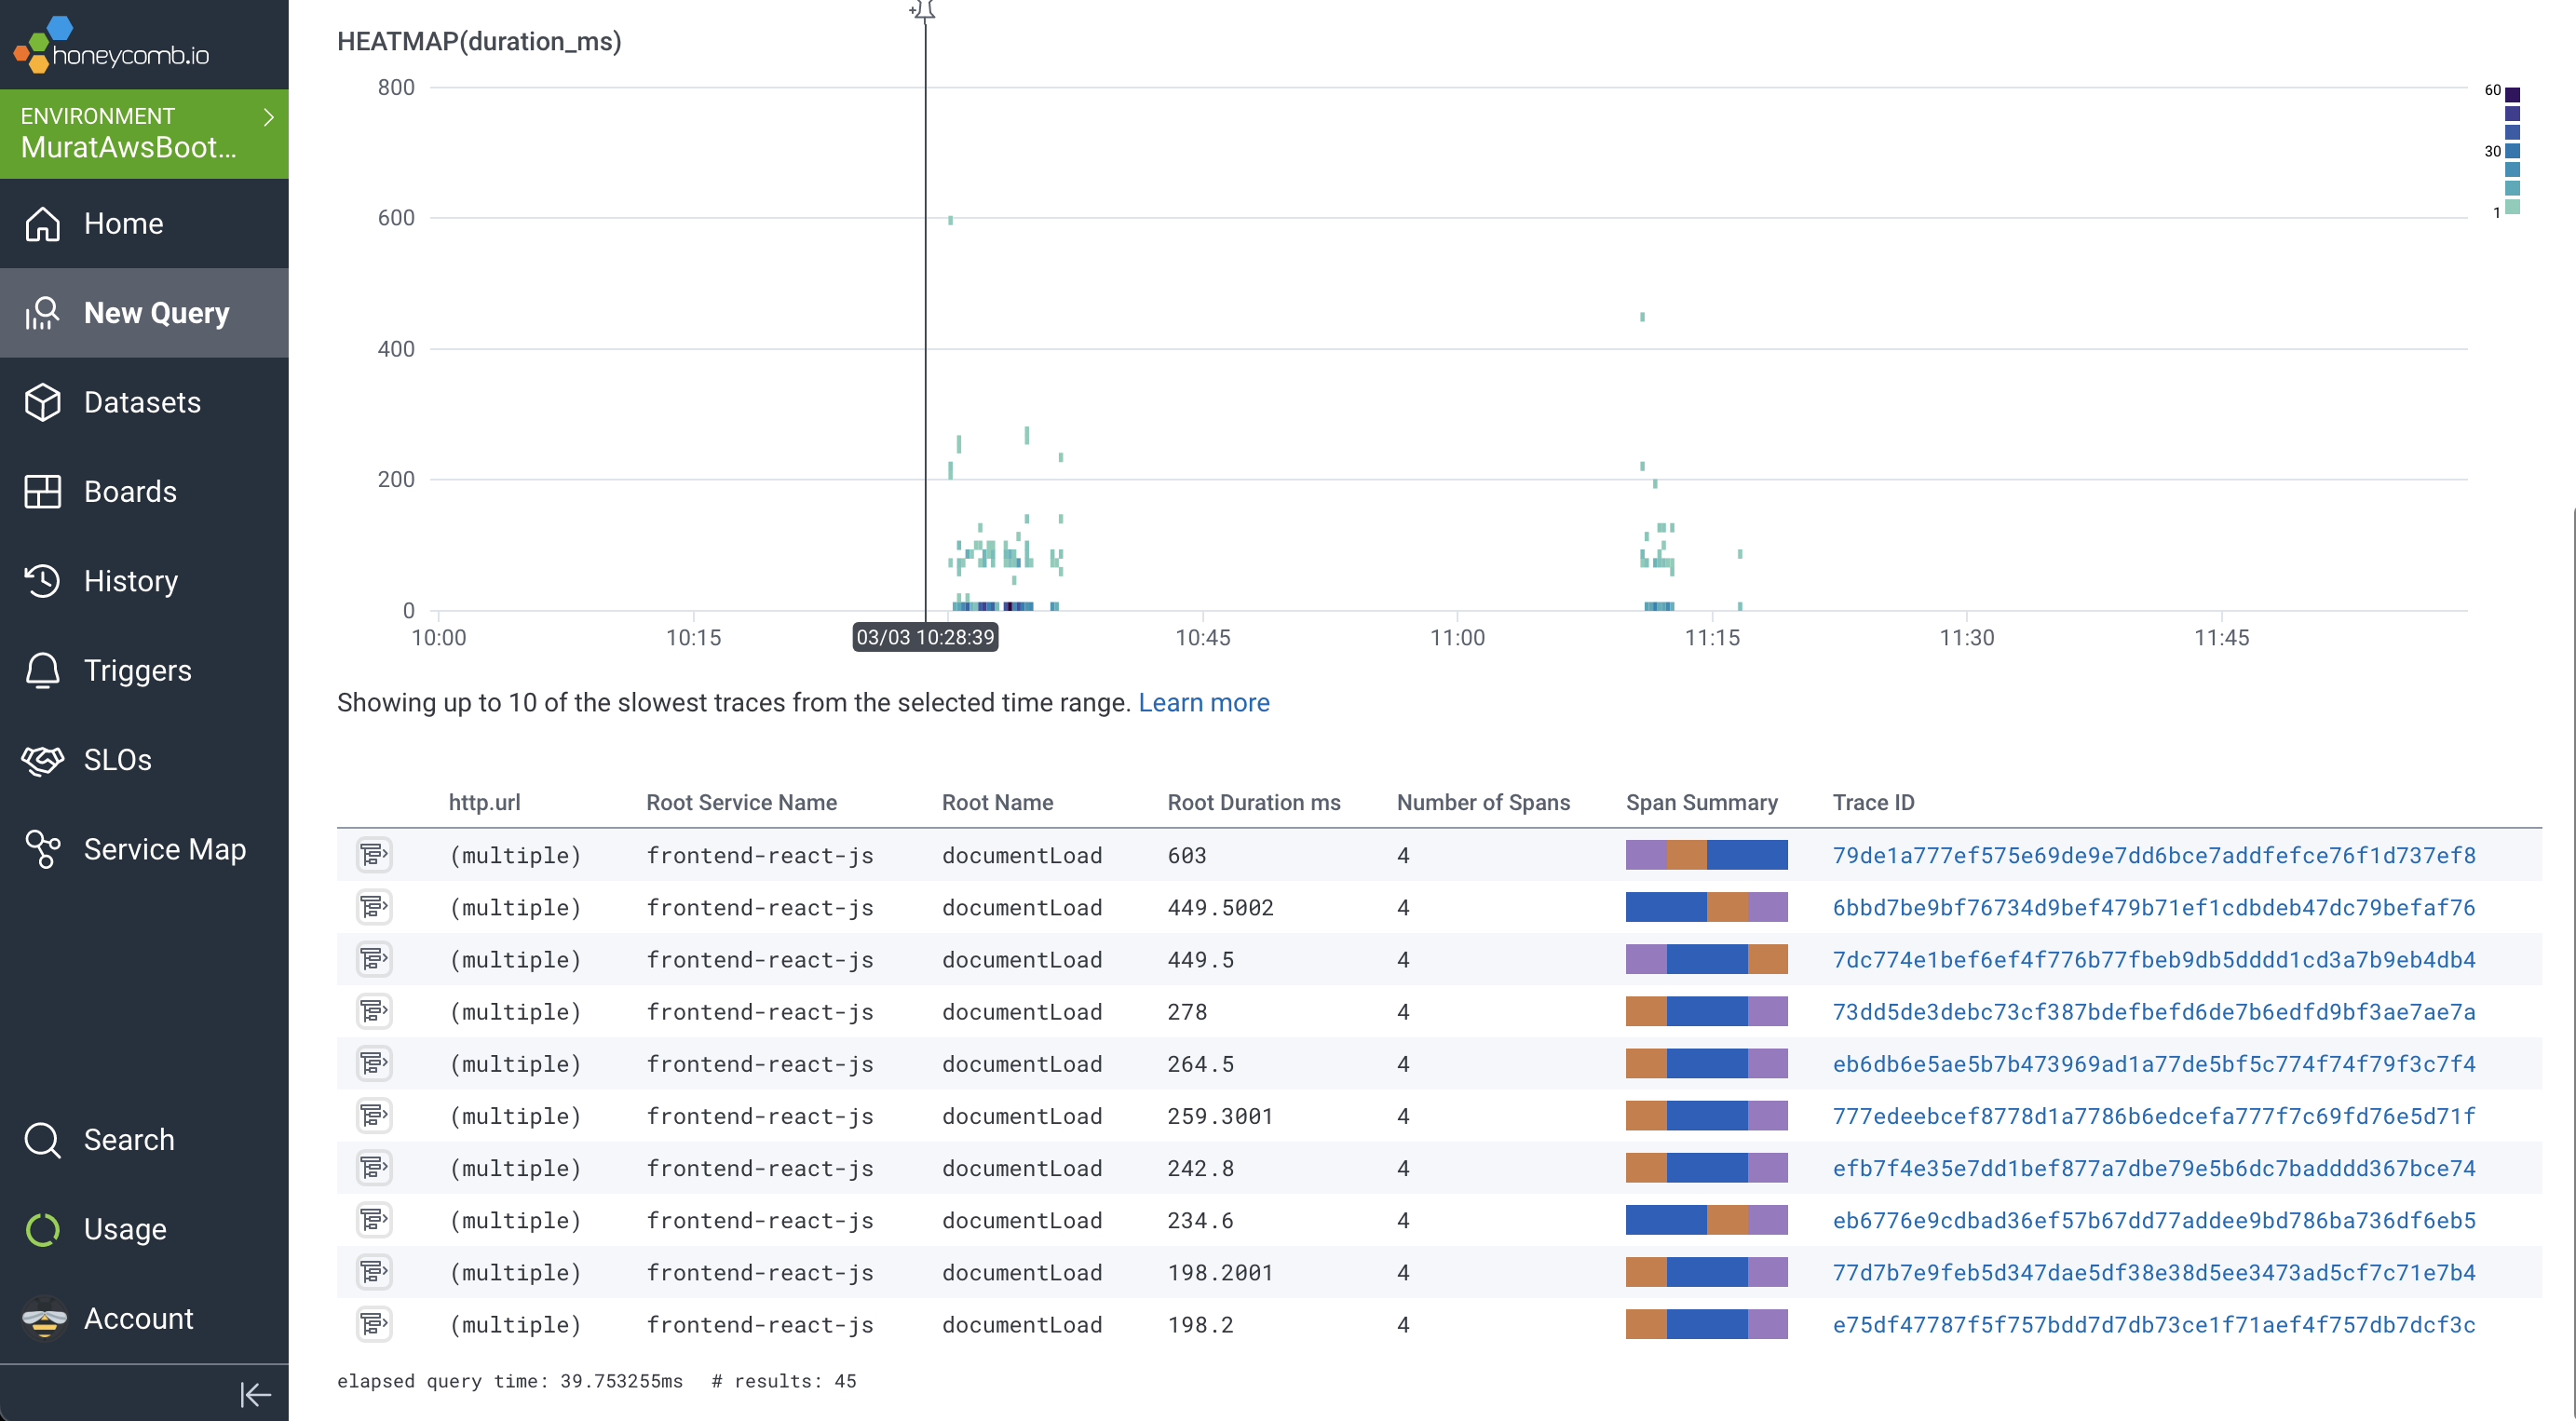 honeycomb.io
ENVIRONMENT
MuratAwsBoot...
Home
New Query
Datasets
Boards
History
Triggers
SLOs
Service Map
Search
Usage
Account
HEATMAP(duration_ms)
800
600
400
200
0
60
30
1
10:00
10:15
03/03 10:28:39
10:45
11:00
11:15
11:30
11:45
Showing up to 10 of the slowest traces from the selected time range. Learn more
http.url Root Service Name Root Name Root Duration ms Number of Spans Span Summary Trace ID
(multiple) frontend-react-js documentLoad 603 4 79de1a777ef575e69de9e7dd6bce7addfefce76f1d737ef8
(multiple) frontend-react-js documentLoad 449.5002 4 6bbd7be9bf76734d9bef479b71ef1cdbdeb47dc79befaf76
(multiple) frontend-react-js documentLoad 449.5 4 7dc774e1bef6ef4f776b77fbeb9db5dddd1cd3a7b9eb4db4
(multiple) frontend-react-js documentLoad 278 4 73dd5de3debc73cf387bdefbefd6de7b6edfd9bf3ae7ae7a
(multiple) frontend-react-js documentLoad 264.5 4 eb6db6e5ae5b7b473969ad1a77de5bf5c774f74f79f3c7f4
(multiple) frontend-react-js documentLoad 259.3001 4 777edeebcef8778d1a7786b6edcefa777f7c69fd76e5d71f
(multiple) frontend-react-js documentLoad 242.8 4 efb7f4e35e7dd1bef877a7dbe79e5b6dc7badddd367bce74
(multiple) frontend-react-js documentLoad 234.6 4 eb6776e9cdbad36ef57b67dd77addee9bd786ba736df6eb5
(multiple) frontend-react-js documentLoad 198.2001 4 77d7b7e9feb5d347dae5df38e38d5ee3473ad5cf7c71e7b4
(multiple) frontend-react-js documentLoad 198.2 4 e75df47787f5f757bdd7d7db73ce1f71aef4f757db7dcf3c
elapsed query time: 39.753255ms # results: 45